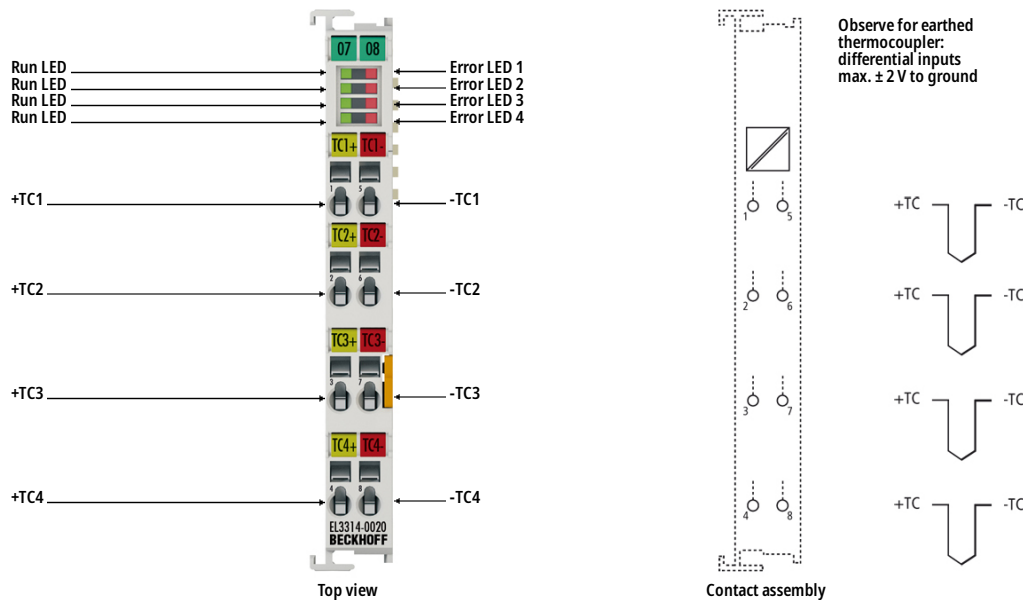 07 08
Run LED
Run LED
Run LED
Run LED
Error LED 1
Error LED 2
Error LED 3
Error LED 4
TC1+ TC1-
1 5
+TC1
-TC1
TC2+ TC2-
2 6
+TC2
-TC2
TC3+ TC3-
3 7
+TC3
-TC3
TC4+ TC4-
4 8
+TC4
-TC4
EL3314-0020
BECKHOFF
Top view
Observe for earthed
thermocoupler:
differential inputs
max. ± 2 V to ground
1 5
+TC -TC
2 6
+TC -TC
3 7
+TC -TC
4 8
+TC -TC
Contact assembly